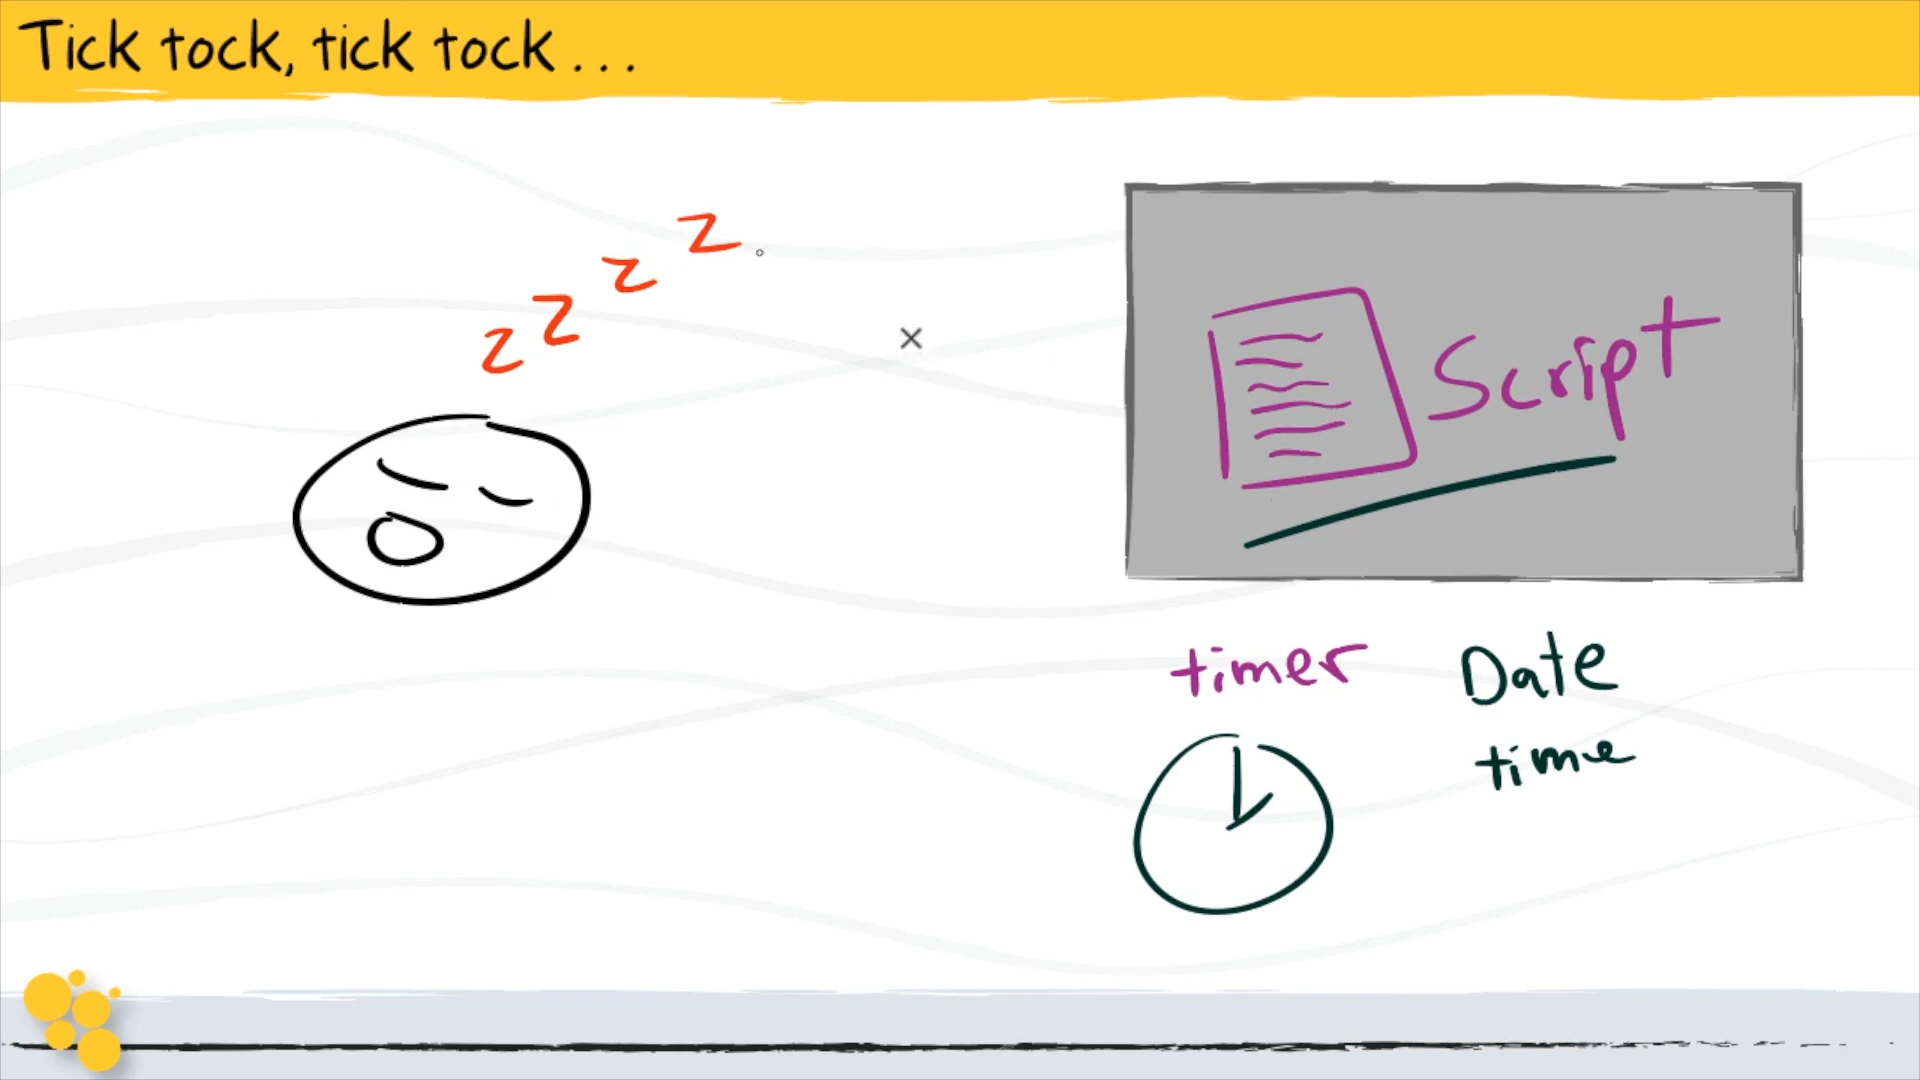 Tick tock, tick tock...
z z z z
Script
timer
Date
time